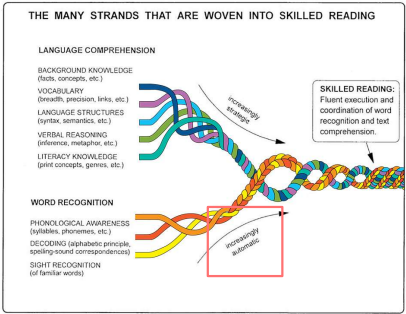 THE MANY STRANDS THAT ARE WOVEN INTO SKILLED READING
LANGUAGE COMPREHENSION
BACKGROUND KNOWLEDGE
(facts, concepts, etc.)
VOCABULARY
(breadth, precision, links, etc.)
LANGUAGE STRUCTURES
(syntax, semantics, etc.)
VERBAL REASONING
(inference, metaphor, etc.)
LITERACY KNOWLEDGE
(print concepts, genres, etc.)
increasingly
strategic
SKILLED READING:
Fluent execution and
coordination of word
recognition and text
comprehension.
WORD RECOGNITION
PHONOLOGICAL AWARENESS
(syllables, phonemes, etc.)
DECODING (alphabetic principle,
spelling-sound correspondences)
SIGHT RECOGNITION
(of familiar words)
increasingly
automatic